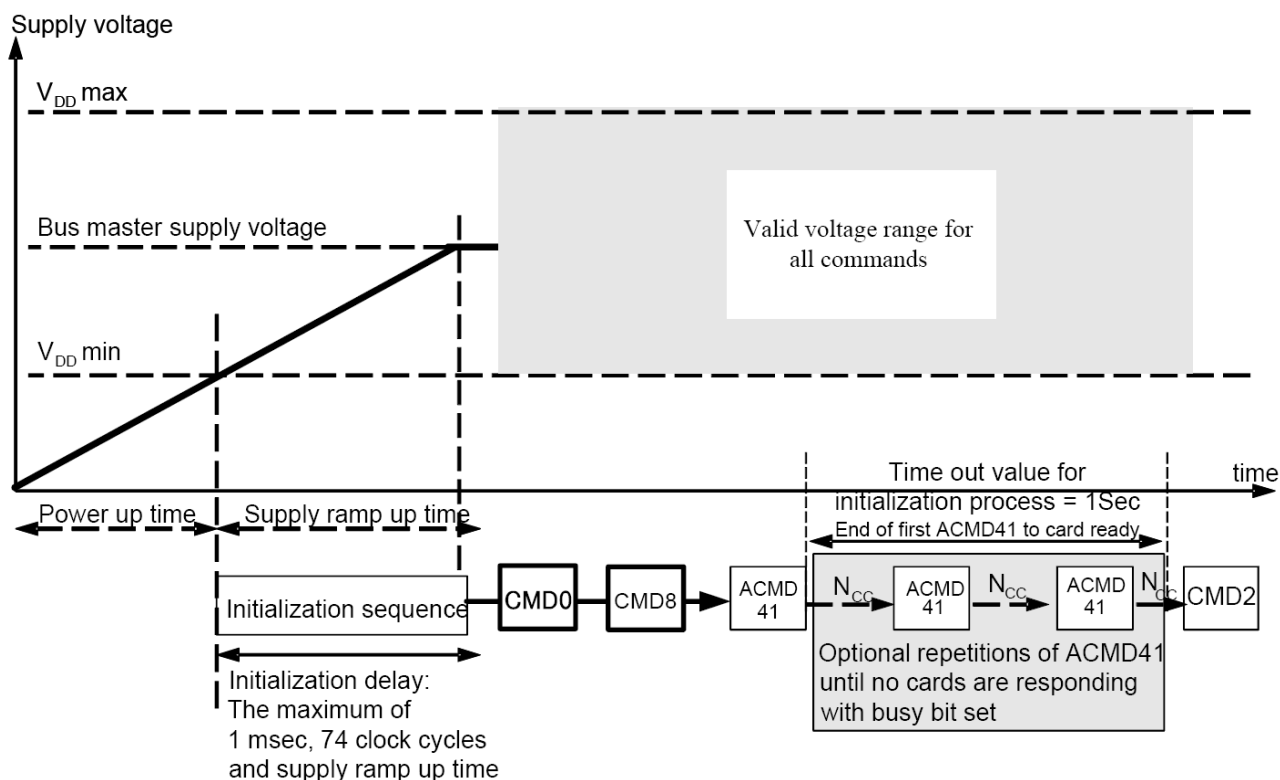 Supply voltage
V_DD max
Bus master supply voltage
Valid voltage range for
all commands
V_DD min
Time out value for
time
initialization process = 1Sec
Power up time
Supply ramp up time
End of first ACMD41 to card ready
Initialization sequence
CMD0
CMD8
ACMD
41
N_CC
ACMD
41
N_CC
ACMD
41
N_CC
CMD2
Optional repetitions of ACMD41
until no cards are responding
with busy bit set
Initialization delay:
The maximum of
1 msec, 74 clock cycles
and supply ramp up time